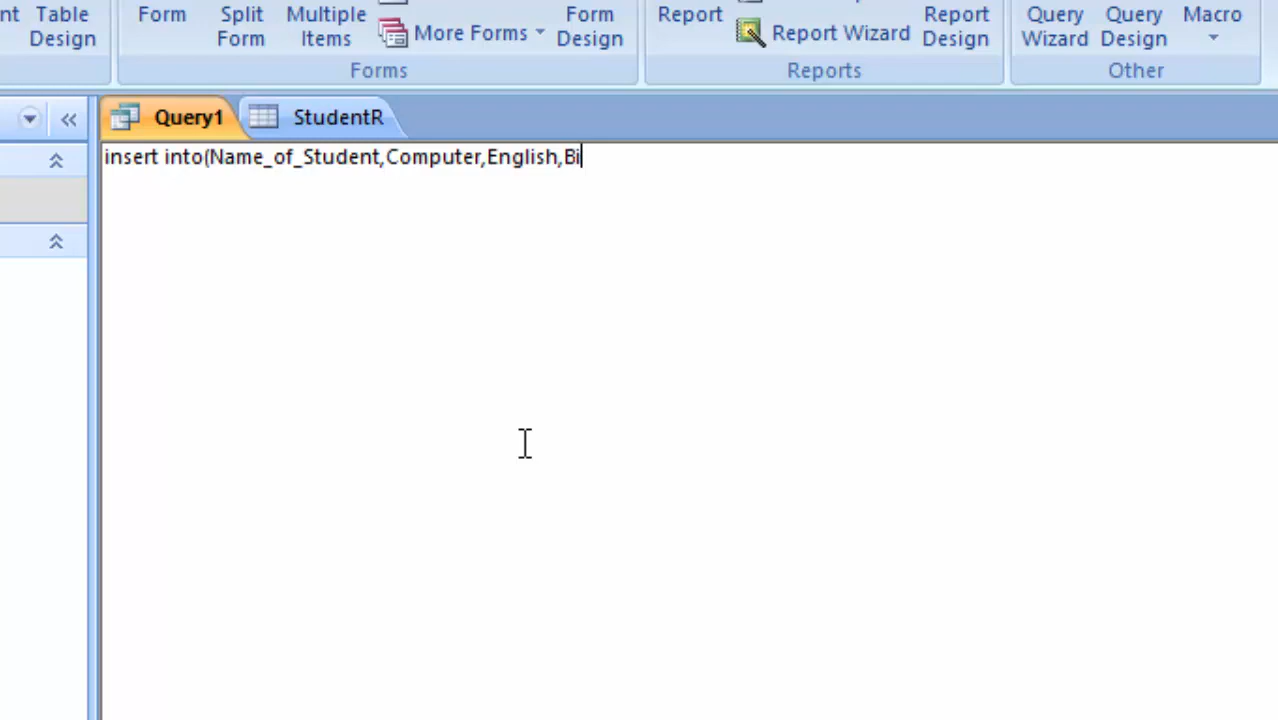 nt
Table Design
Form
Split Form
Multiple Items
More Forms
Form Design
Forms
Report
Report Wizard
Report Design
Reports
Query Wizard
Query Design
Macro
Other
Query1
StudentR
insert into(Name_of_Student,Computer,English,Bi